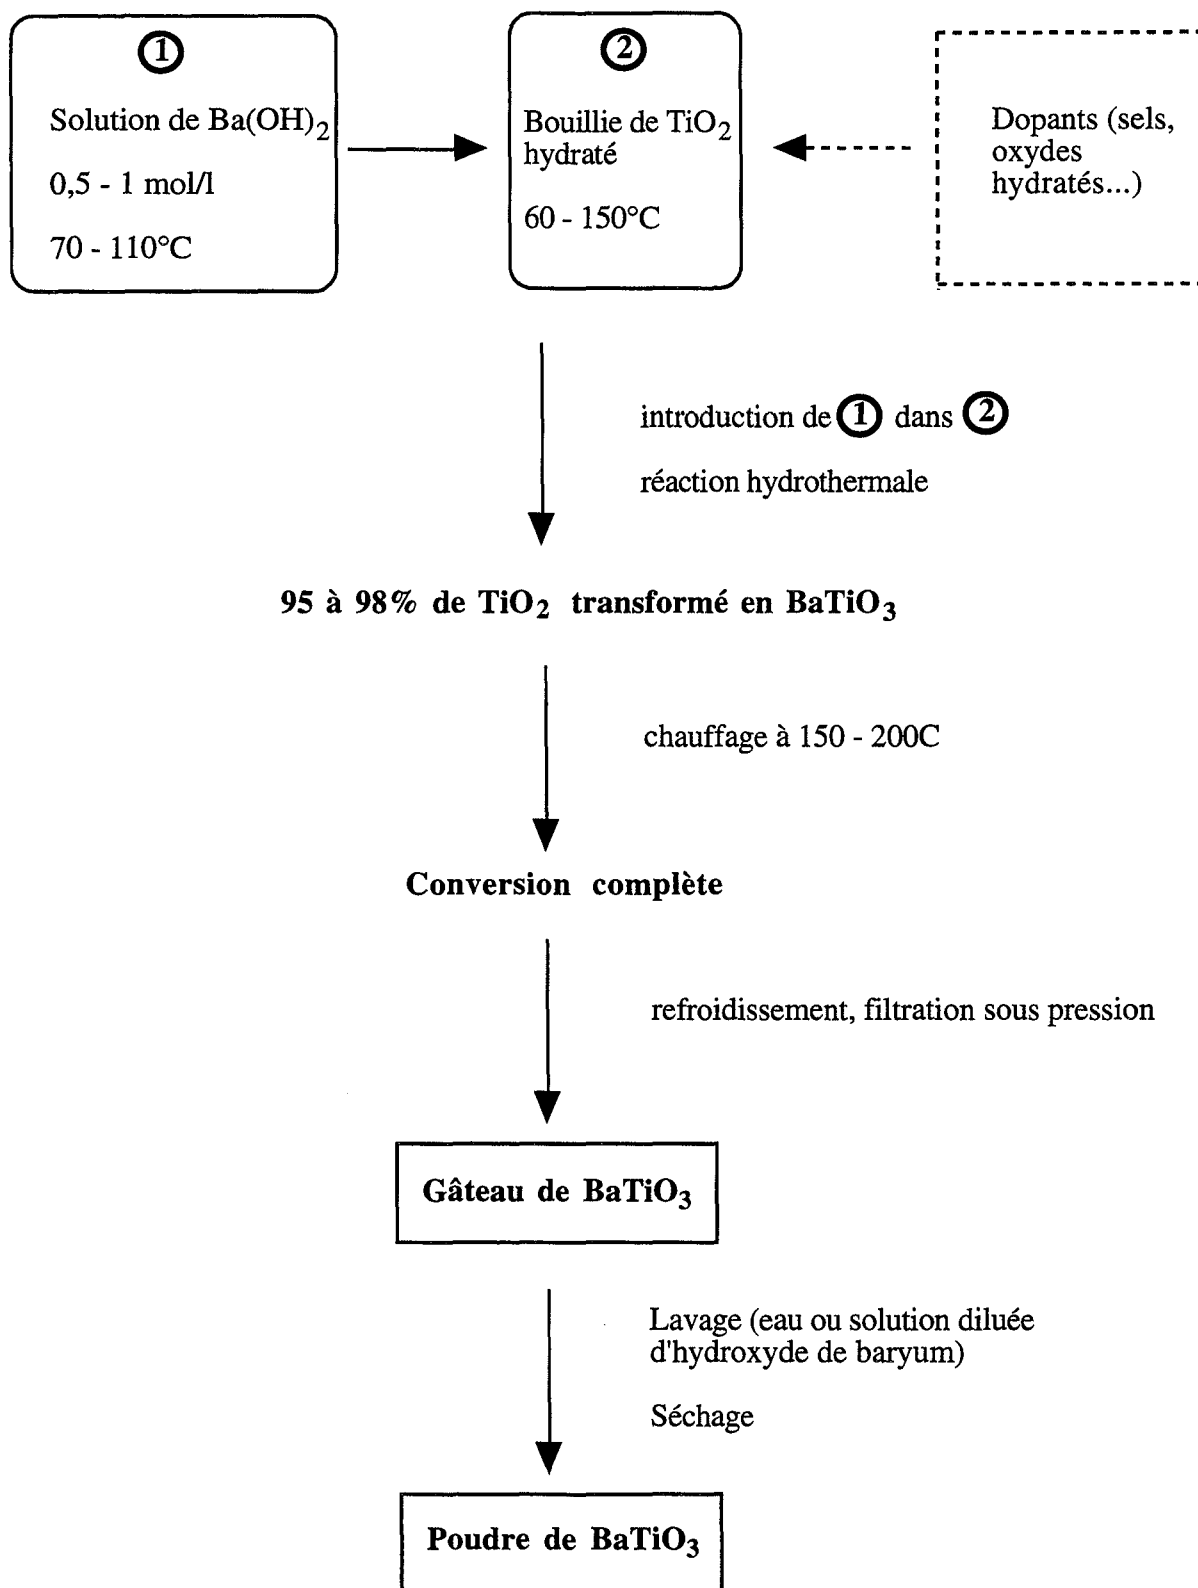 1
Solution de Ba(OH)2
0,5 - 1 mol/l
70 - 110°C
2
Bouillie de TiO2
hydraté
60 - 150°C
Dopants (sels,
oxydes
hydratés...)
introduction de 1 dans 2
réaction hydrothermale
95 à 98% de TiO2 transformé en BaTiO3
chauffage à 150 - 200C
Conversion complète
refroidissement, filtration sous pression
Gâteau de BaTiO3
Lavage (eau ou solution diluée
d'hydroxyde de baryum)
Séchage
Poudre de BaTiO3